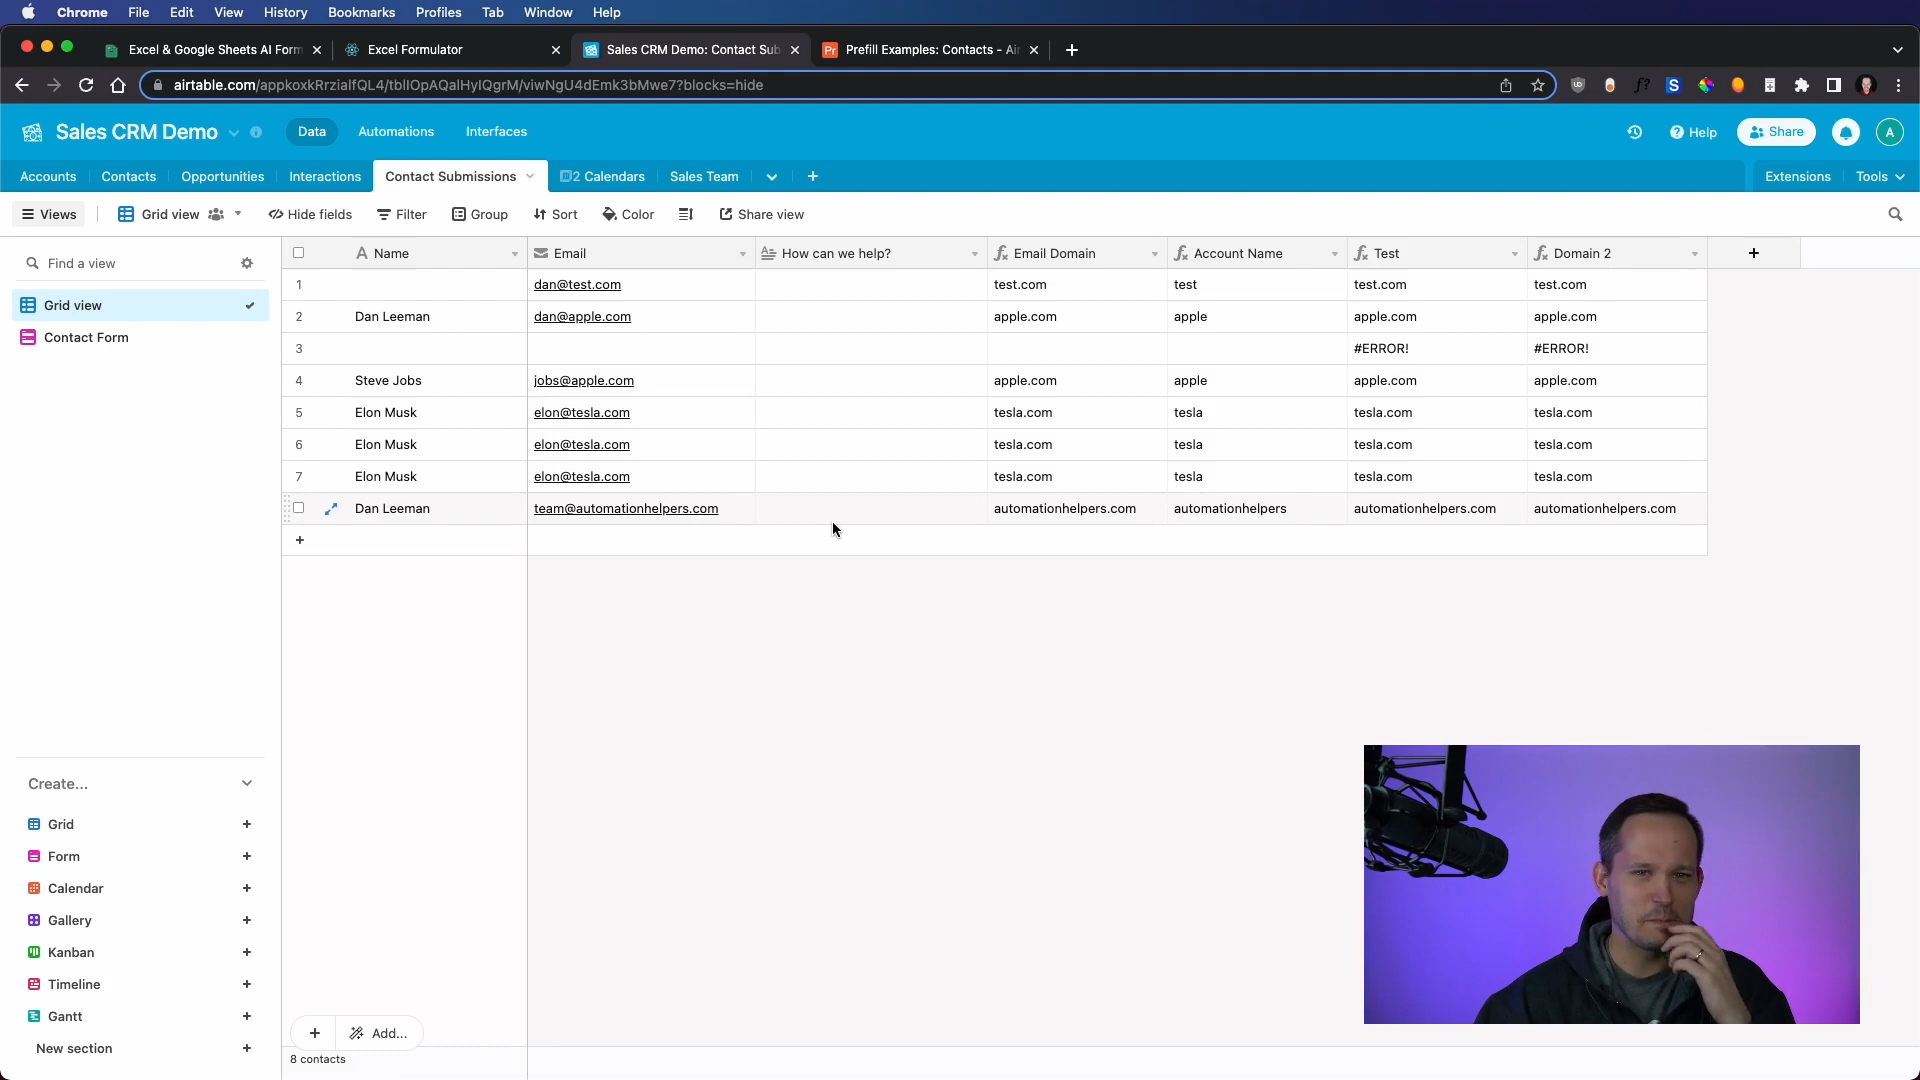 Chrome File Edit View History Bookmarks Profiles Tab Window Help
Excel & Google Sheets AI Form
Excel Formulator
Sales CRM Demo: Contact Sub
Prefill Examples: Contacts - Air
airtable.com/appkoxkRrzialfQL4/tblIOpAQalHyIQgrM/viwNgU4dEmk3bMwe7?blocks=hide
Sales CRM Demo
Data Automations Interfaces
Help Share A
Accounts Contacts Opportunities Interactions Contact Submissions 2 Calendars Sales Team
Extensions Tools
Views Grid view Hide fields Filter Group Sort Color Share view
Find a view
Grid view
Contact Form
Name Email How can we help? Email Domain Account Name Test Domain 2
1 dan@test.com test.com test test.com test.com
2 Dan Leeman dan@apple.com apple.com apple apple.com apple.com
3 #ERROR! #ERROR!
4 Steve Jobs jobs@apple.com apple.com apple apple.com apple.com
5 Elon Musk elon@tesla.com tesla.com tesla tesla.com tesla.com
6 Elon Musk elon@tesla.com tesla.com tesla tesla.com tesla.com
7 Elon Musk elon@tesla.com tesla.com tesla tesla.com tesla.com
Dan Leeman team@automationhelpers.com automationhelpers.com automationhelpers automationhelpers.com automationhelpers.com
Create...
Grid
Form
Calendar
Gallery
Kanban
Timeline
Gantt
New section
Add...
8 contacts